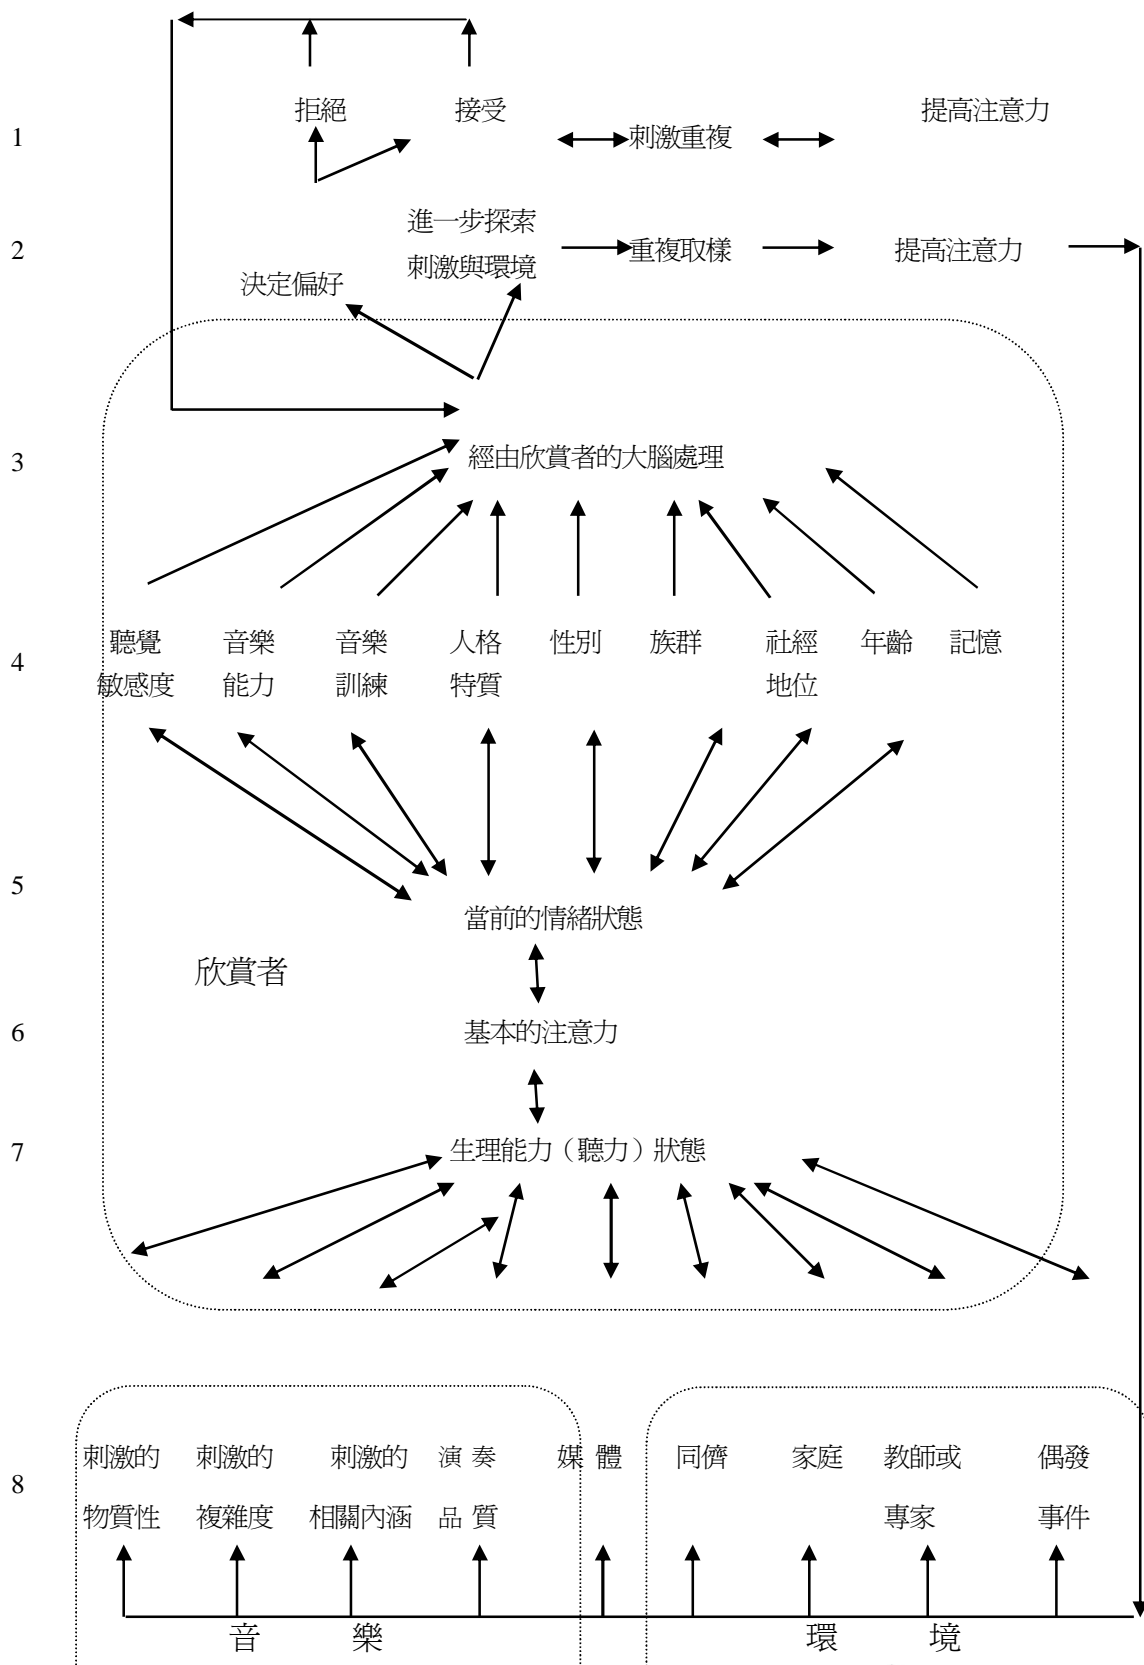 拒絕 接受 提高注意力
1 刺激重複
進一步探索
2 重複取樣 提高注意力
刺激與環境
決定偏好
3 經由欣賞者的大腦處理
聽覺 音樂 音樂 人格 性別 族群 社經 年齡 記憶
4
敏感度 能力 訓練 特質 地位
5
當前的情緒狀態
欣賞者
6 基本的注意力
7 生理能力（聽力）狀態
刺激的 刺激的 刺激的 演奏 媒體 同儕 家庭 教師或 偶發
8
物質性 複雜度 相關內涵 品質 專家 事件
音樂 環境